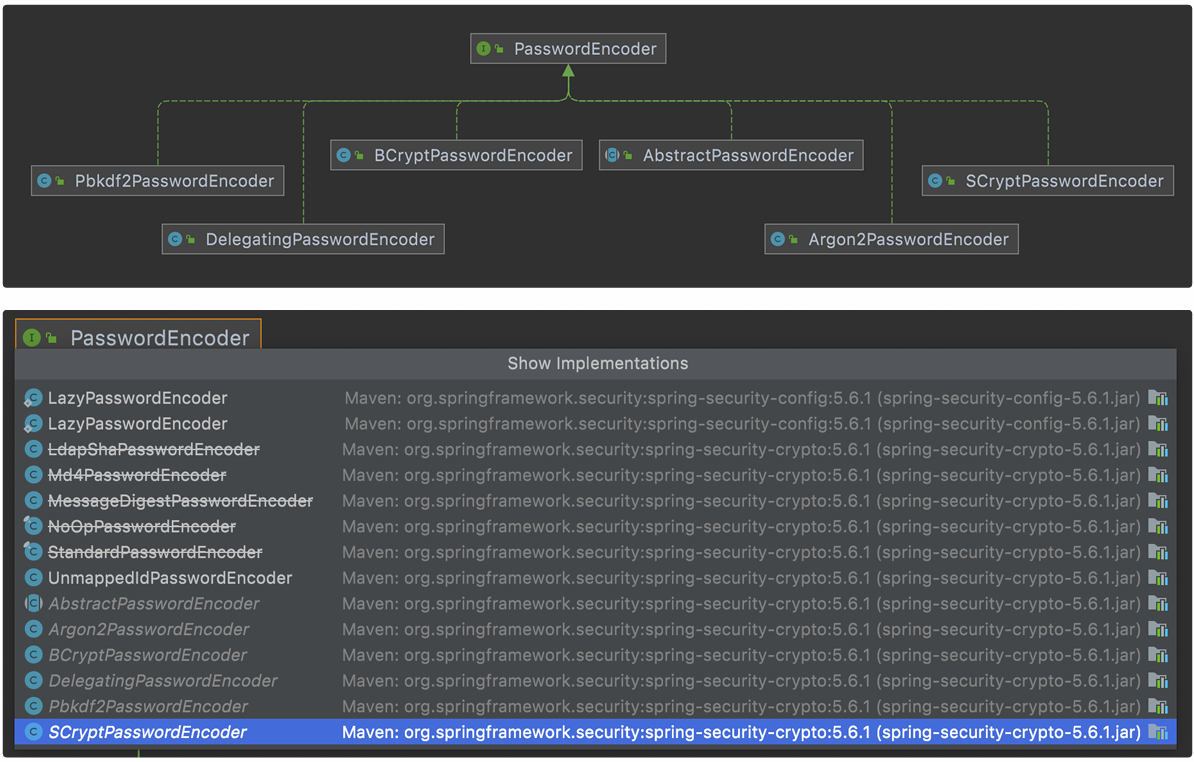 PasswordEncoder
BCryptPasswordEncoder
AbstractPasswordEncoder
Pbkdf2PasswordEncoder
SCryptPasswordEncoder
DelegatingPasswordEncoder
Argon2PasswordEncoder
PasswordEncoder
Show Implementations
LazyPasswordEncoder Maven: org.springframework.security:spring-security-config:5.6.1 (spring-security-config-5.6.1.jar)
LazyPasswordEncoder Maven: org.springframework.security:spring-security-config:5.6.1 (spring-security-config-5.6.1.jar)
LdapShaPasswordEncoder Maven: org.springframework.security:spring-security-crypto:5.6.1 (spring-security-crypto-5.6.1.jar)
Md4PasswordEncoder Maven: org.springframework.security:spring-security-crypto:5.6.1 (spring-security-crypto-5.6.1.jar)
MessageDigestPasswordEncoder Maven: org.springframework.security:spring-security-crypto:5.6.1 (spring-security-crypto-5.6.1.jar)
NoOpPasswordEncoder Maven: org.springframework.security:spring-security-crypto:5.6.1 (spring-security-crypto-5.6.1.jar)
StandardPasswordEncoder Maven: org.springframework.security:spring-security-crypto:5.6.1 (spring-security-crypto-5.6.1.jar)
UnmappedIdPasswordEncoder Maven: org.springframework.security:spring-security-crypto:5.6.1 (spring-security-crypto-5.6.1.jar)
AbstractPasswordEncoder Maven: org.springframework.security:spring-security-crypto:5.6.1 (spring-security-crypto-5.6.1.jar)
Argon2PasswordEncoder Maven: org.springframework.security:spring-security-crypto:5.6.1 (spring-security-crypto-5.6.1.jar)
BCryptPasswordEncoder Maven: org.springframework.security:spring-security-crypto:5.6.1 (spring-security-crypto-5.6.1.jar)
DelegatingPasswordEncoder Maven: org.springframework.security:spring-security-crypto:5.6.1 (spring-security-crypto-5.6.1.jar)
Pbkdf2PasswordEncoder Maven: org.springframework.security:spring-security-crypto:5.6.1 (spring-security-crypto-5.6.1.jar)
SCryptPasswordEncoder Maven: org.springframework.security:spring-security-crypto:5.6.1 (spring-security-crypto-5.6.1.jar)